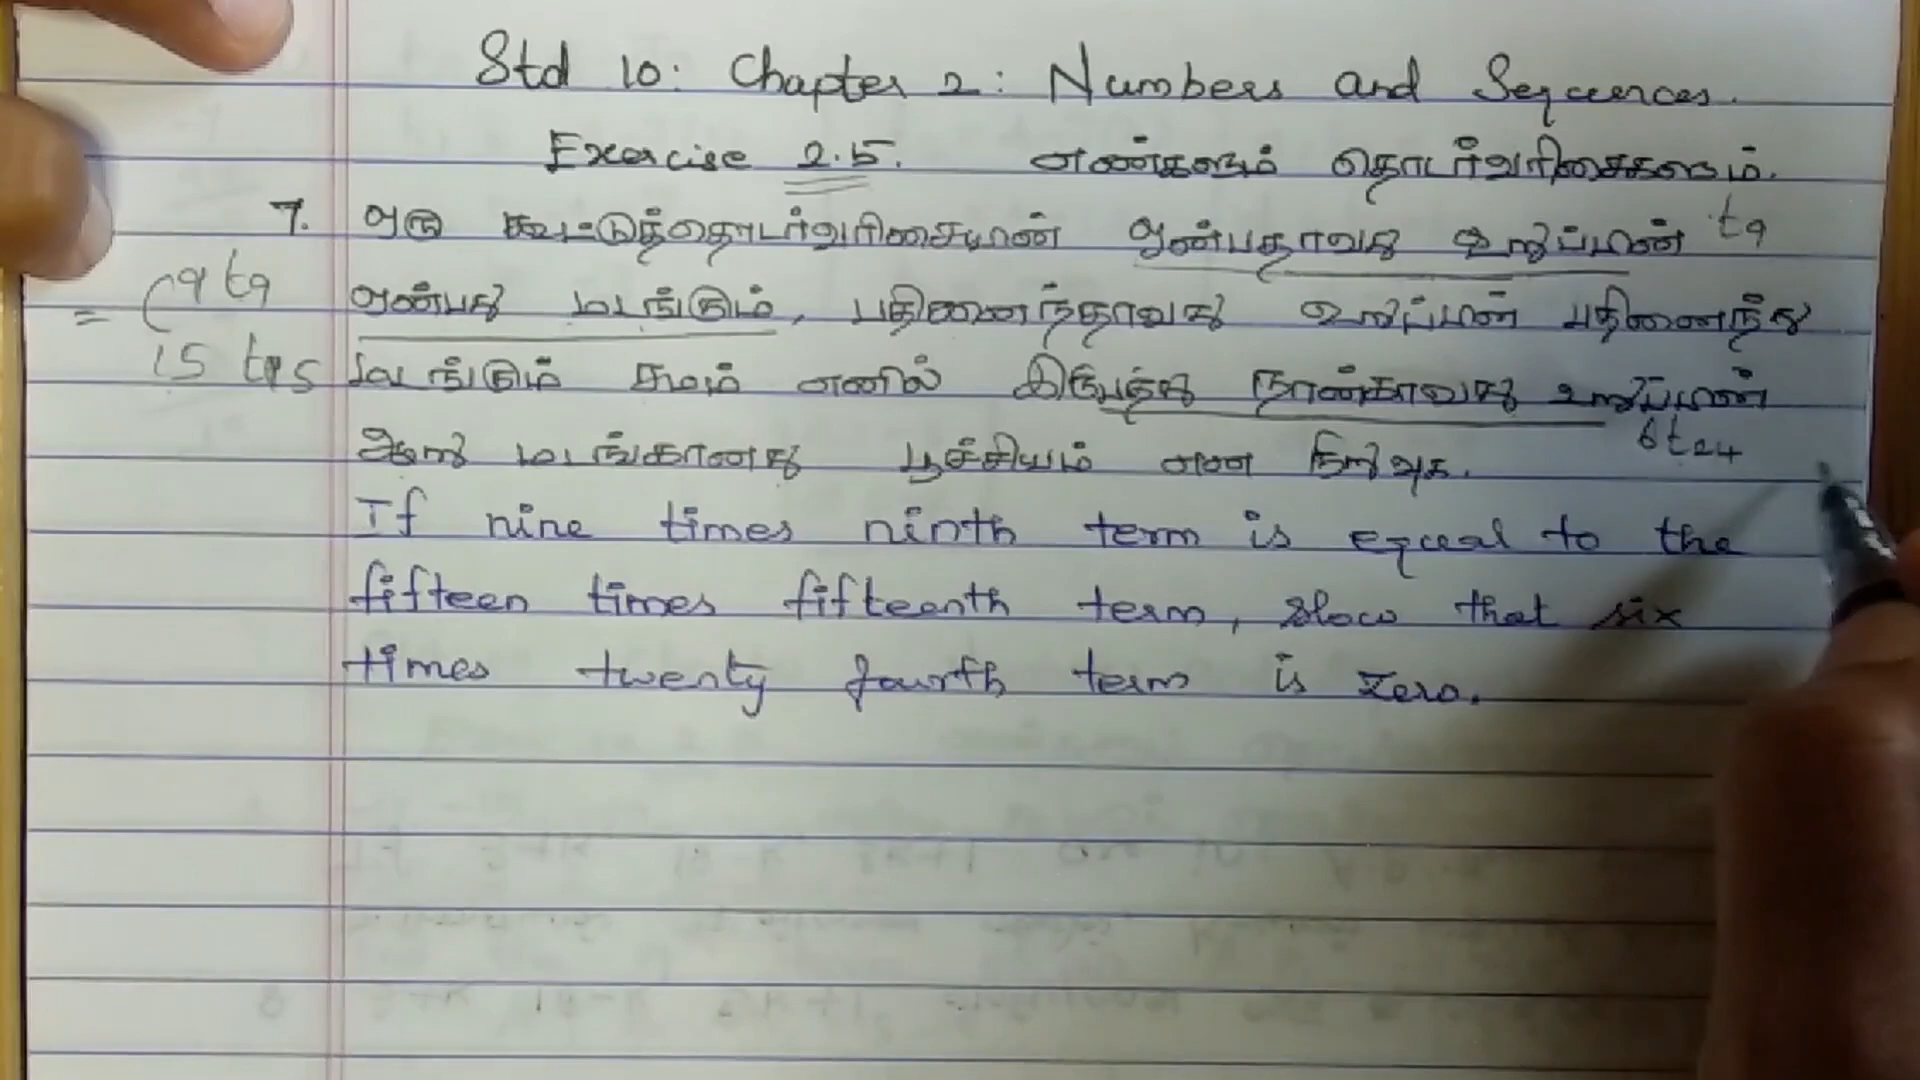 Std 10: Chapter 2: Numbers and Sequences.
Exercise 2.5. எண்களும் தொடர்வரிசைகளும்.
7. ஒரு கூட்டுத்தொடர்வரிசையின் ஒன்பதாவது உறுப்பின் t9
= 9t9 ஒன்பது மடங்கும், பதினைந்தாவது உறுப்பின் பதினைந்து
15 t15 மடங்கும் சமம் எனில் இருபத்து நான்காவது உறுப்பின்
ஆறு மடங்கானது பூச்சியம் என நிறுவுக. 6t24
If nine times ninth term is equal to the
fifteen times fifteenth term, show that six
times twenty fourth term is zero.